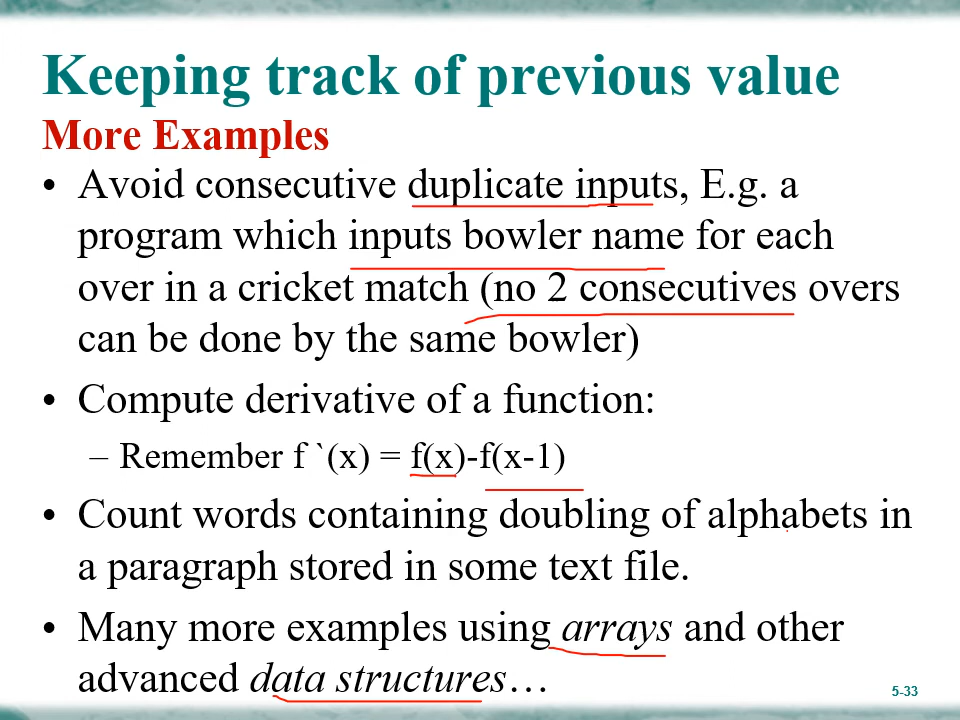 Keeping track of previous value
More Examples
• Avoid consecutive duplicate inputs, E.g. a
program which inputs bowler name for each
over in a cricket match (no 2 consecutives overs
can be done by the same bowler)
• Compute derivative of a function:
– Remember f `(x) = f(x)-f(x-1)
• Count words containing doubling of alphabets in
a paragraph stored in some text file.
• Many more examples using arrays and other
advanced data structures…
5-33